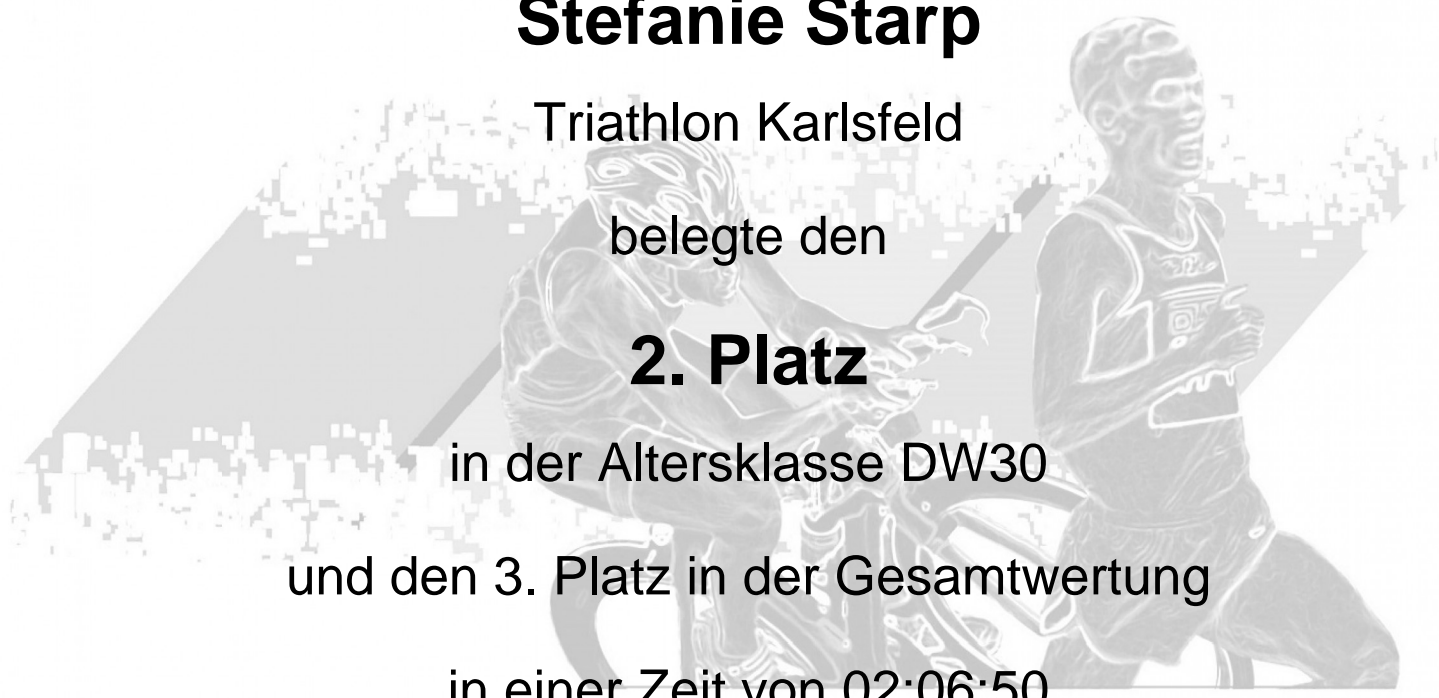 Stefanie Starp
Triathlon Karlsfeld
belegte den
2. Platz
in der Altersklasse DW30
und den 3. Platz in der Gesamtwertung
in einer Zeit von 02:06:50